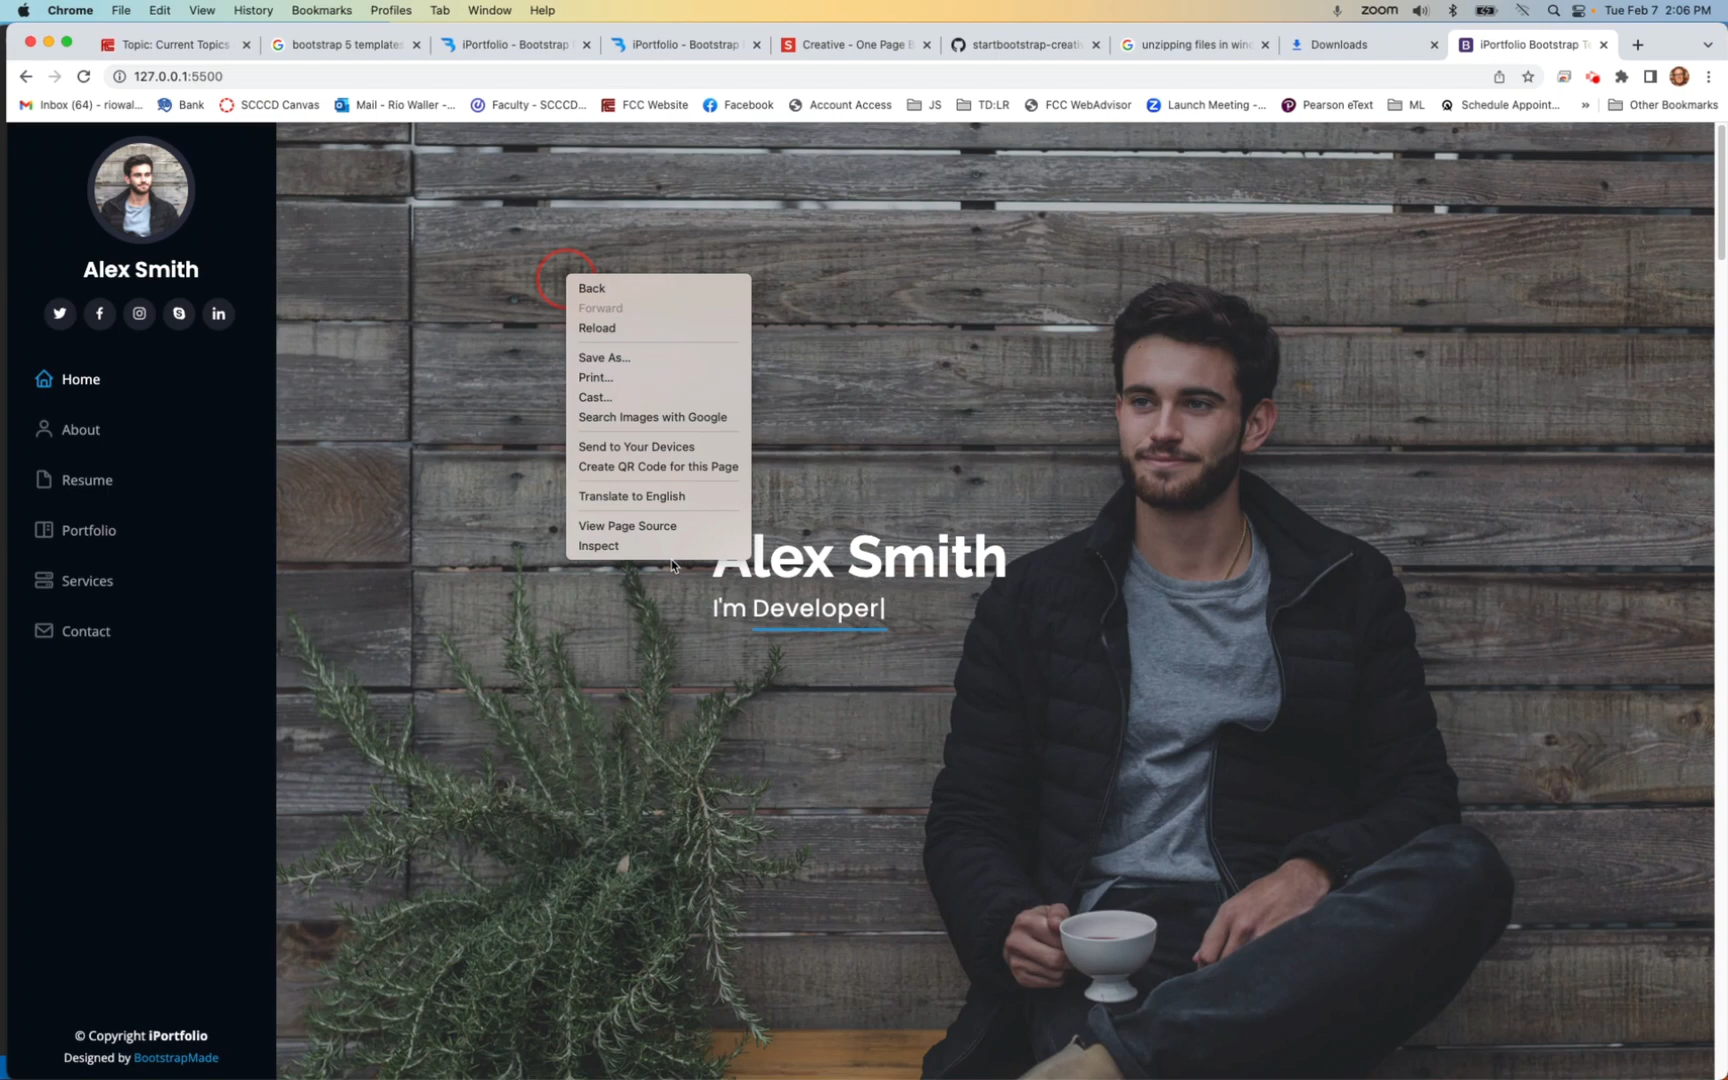 Chrome File Edit View History Bookmarks Profiles Tab Window Help zoom Tue Feb 7 2:06 PM
Topic: Current Topics bootstrap 5 templates iPortfolio - Bootstrap iPortfolio - Bootstrap Creative - One Page B startbootstrap-creati unzipping files in win Downloads iPortfolio Bootstrap Te
127.0.0.1:5500
Inbox (64) - riowal... Bank SCCCD Canvas Mail - Rio Waller -... Faculty - SCCCD... FCC Website Facebook Account Access JS TD:LR FCC WebAdvisor Launch Meeting -... Pearson eText ML Schedule Appoint... » Other Bookmarks
Alex Smith
Home
About
Resume
Portfolio
Services
Contact
© Copyright iPortfolio
Designed by BootstrapMade
Back
Forward
Reload
Save As...
Print...
Cast...
Search Images with Google
Send to Your Devices
Create QR Code for this Page
Translate to English
View Page Source
Inspect
Alex Smith
I'm Developer|